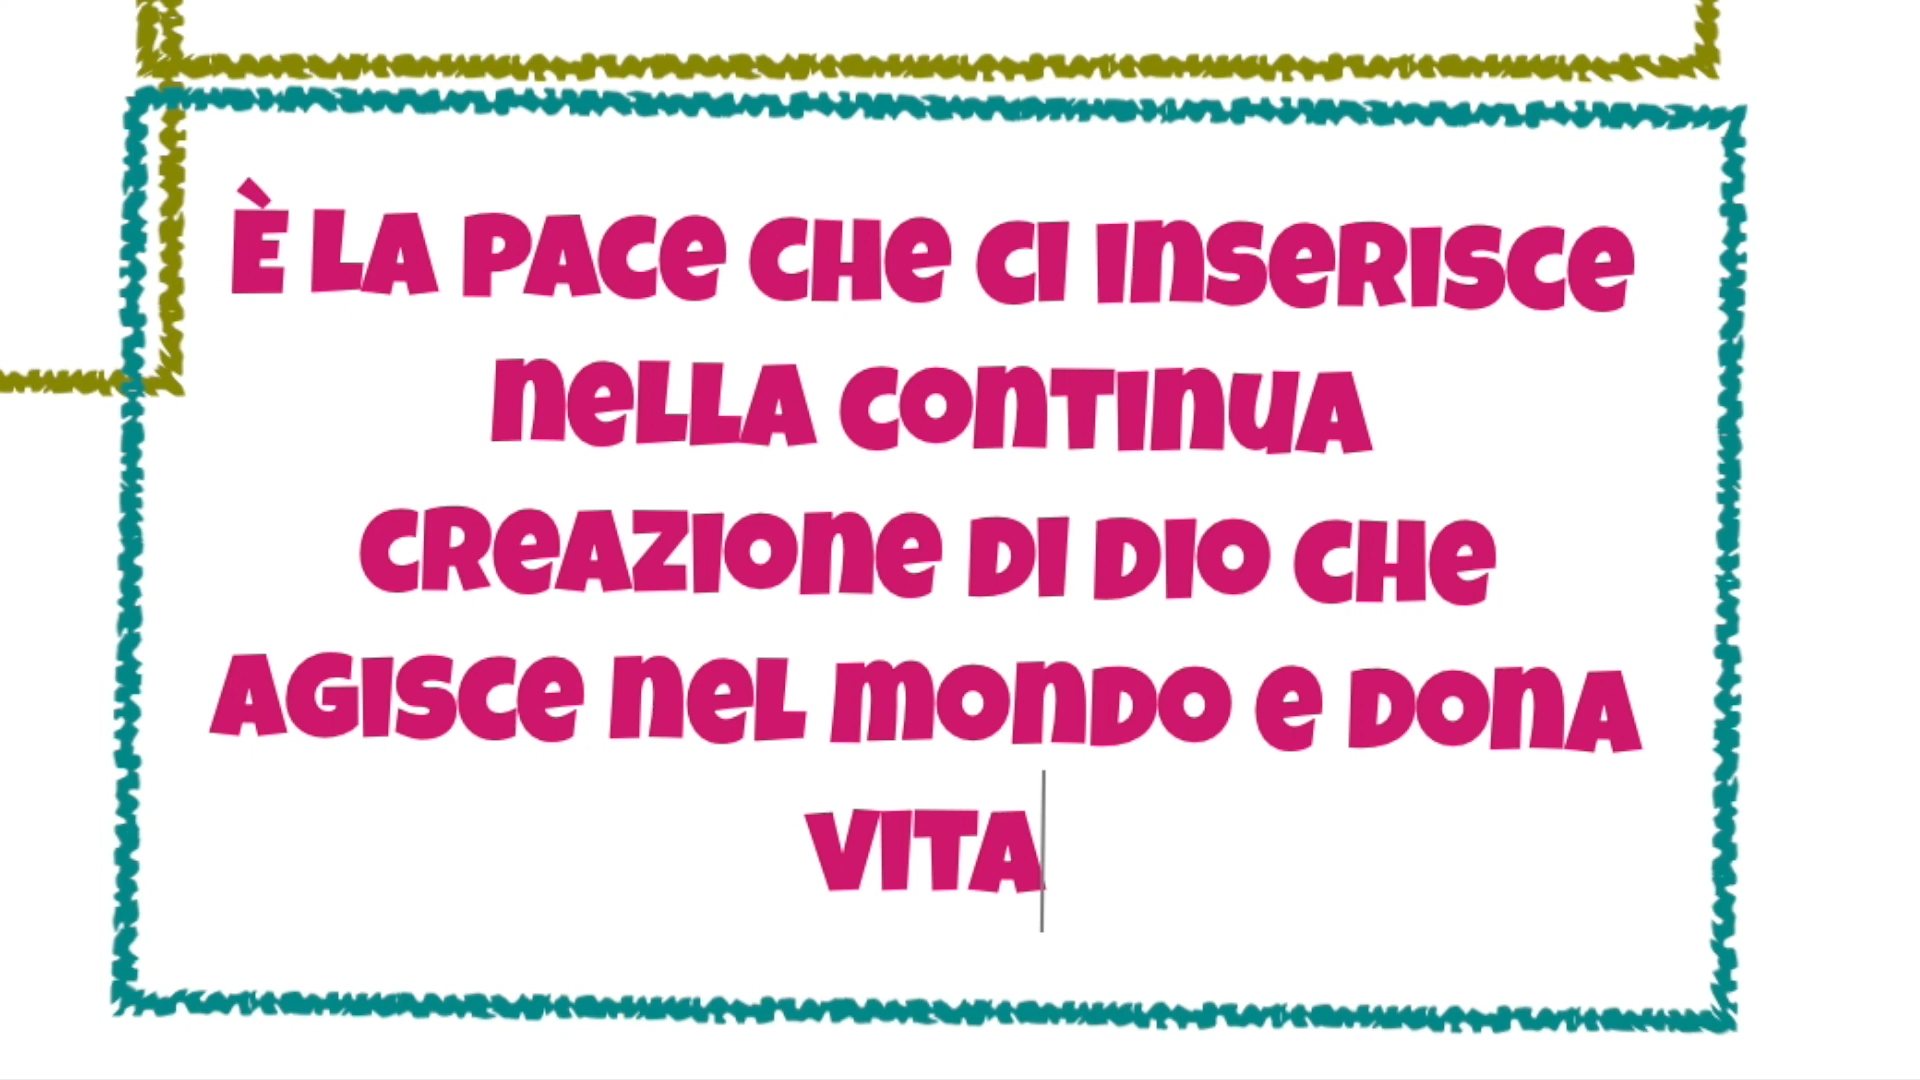 È la pace che ci inserisce
nella continua
creazione di Dio che
agisce nel mondo e dona
vita